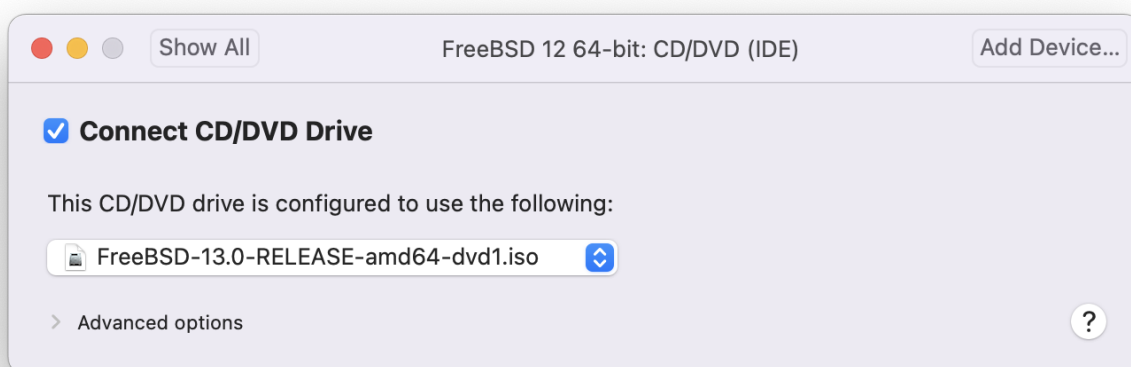 Show All FreeBSD 12 64-bit: CD/DVD (IDE) Add Device...
Connect CD/DVD Drive
This CD/DVD drive is configured to use the following:
FreeBSD-13.0-RELEASE-amd64-dvd1.iso
Advanced options
?